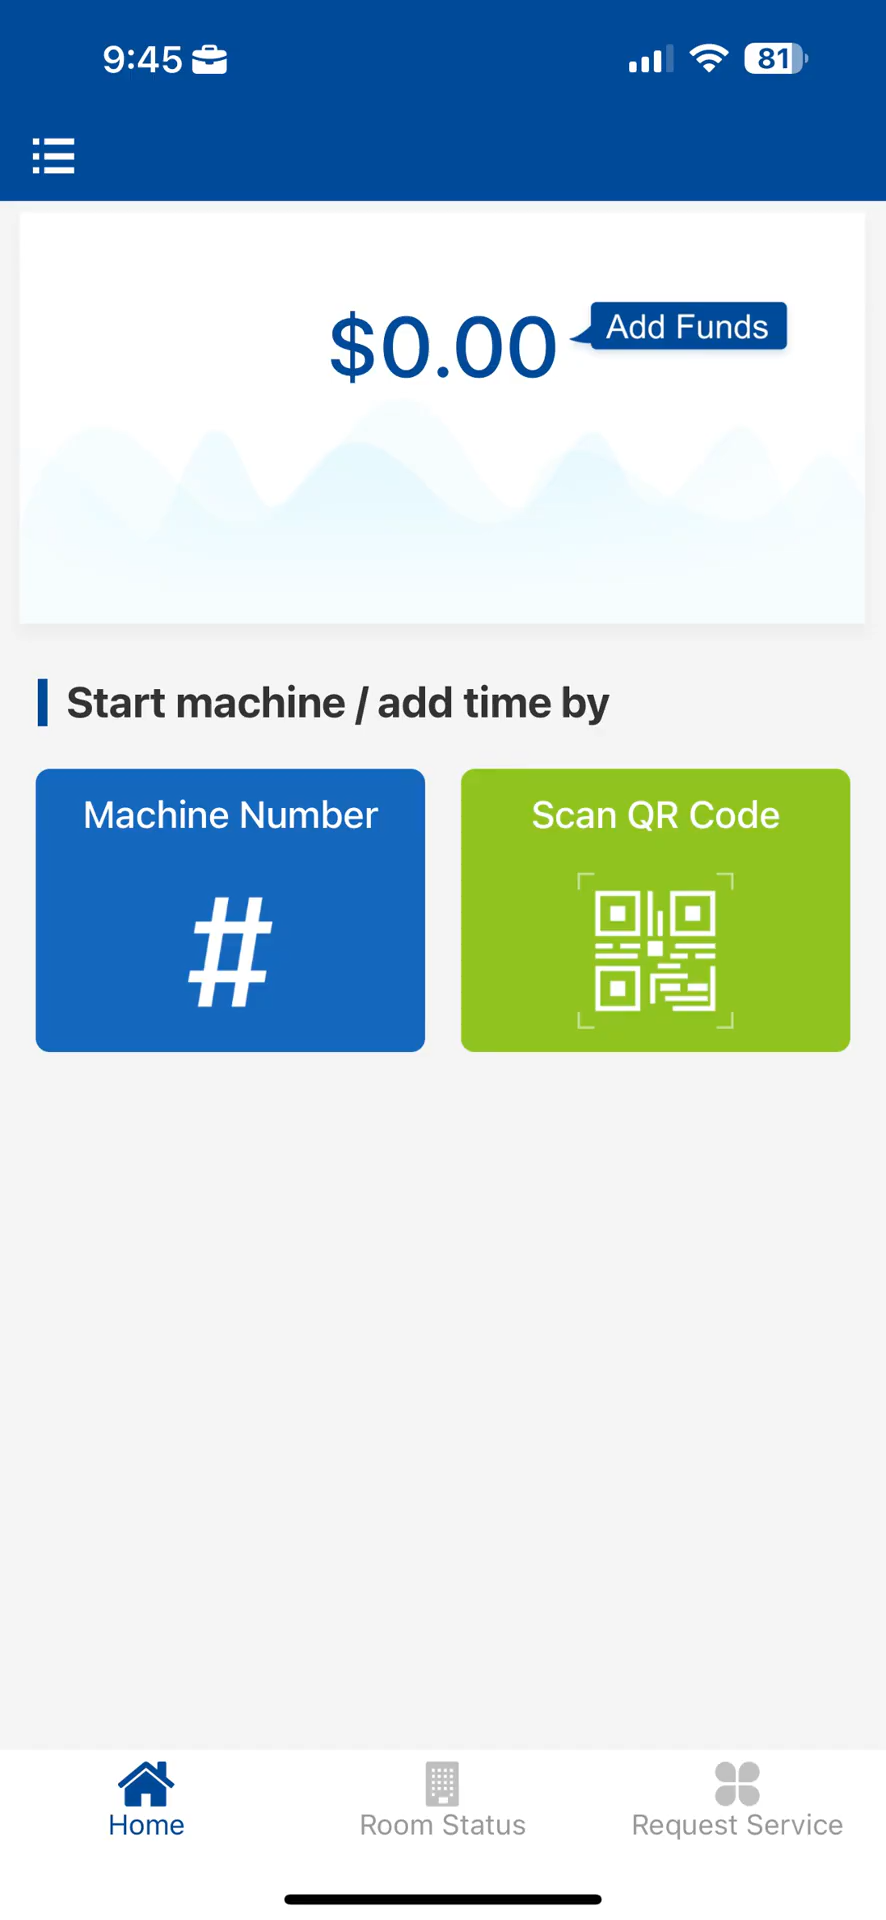 9:45
81
$0.00
Add Funds
Start machine / add time by
Machine Number
Scan QR Code
#
Home
Room Status
Request Service